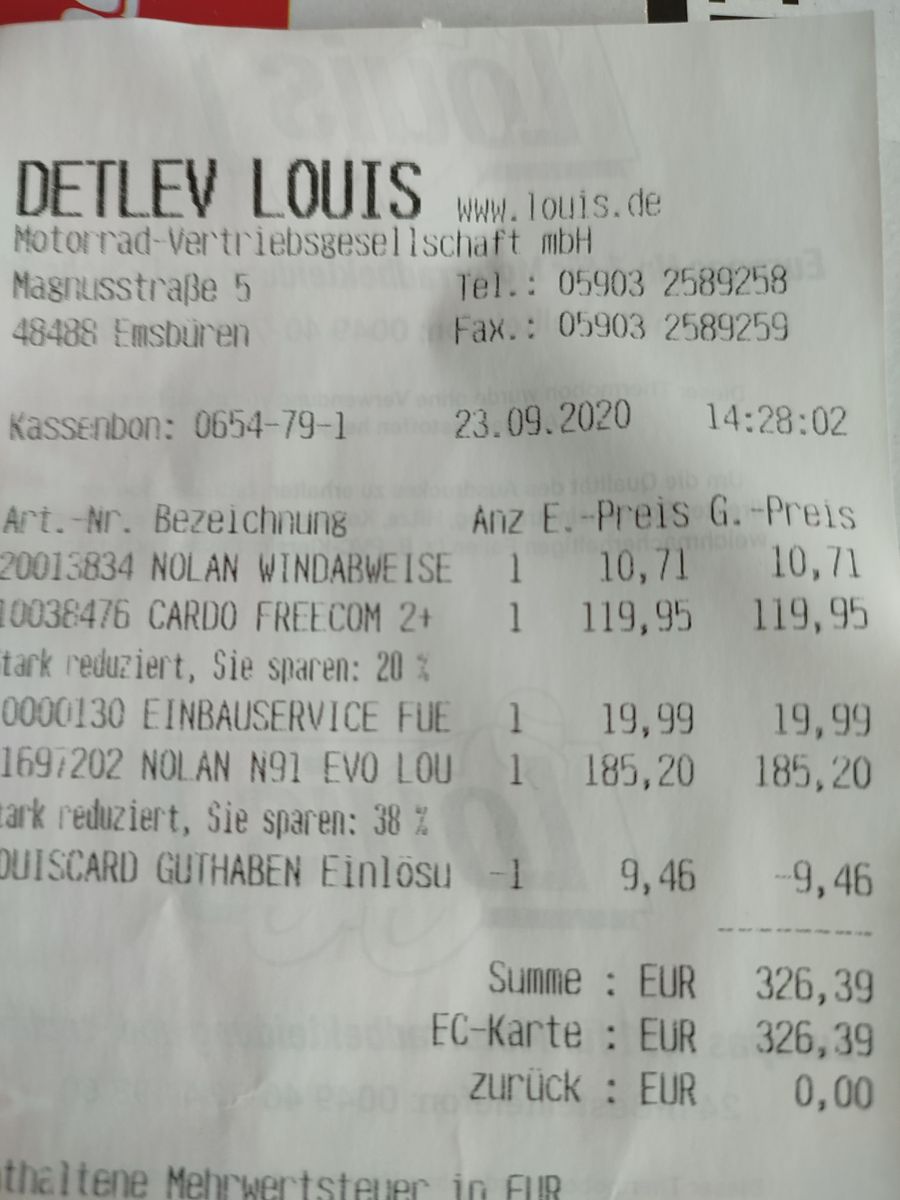 DETLEV LOUIS www.louis.de
Motorrad-Vertriebsgesellschaft mbH
Magnusstraße 5 Tel.: 05903 2589258
48488 Emsbüren Fax.: 05903 2589259
Kassenbon: 0654-79-1 23.09.2020 14:28:02
Art.-Nr. Bezeichnung Anz E.-Preis G.-Preis
20013834 NOLAN WINDABWEISE 1 10,71 10,71
10038476 CARDO FREECOM 2+ 1 119,95 119,95
tark reduziert, Sie sparen: 20 %
0000130 EINBAUSERVICE FUE 1 19,99 19,99
1697202 NOLAN N91 EVO LOU 1 185,20 185,20
tark reduziert, Sie sparen: 38 %
OUISCARD GUTHABEN Einlösu -1 9,46 -9,46
Summe : EUR 326,39
EC-Karte : EUR 326,39
zurück : EUR 0,00
nthaltene Mehrwertsteuer in EUR